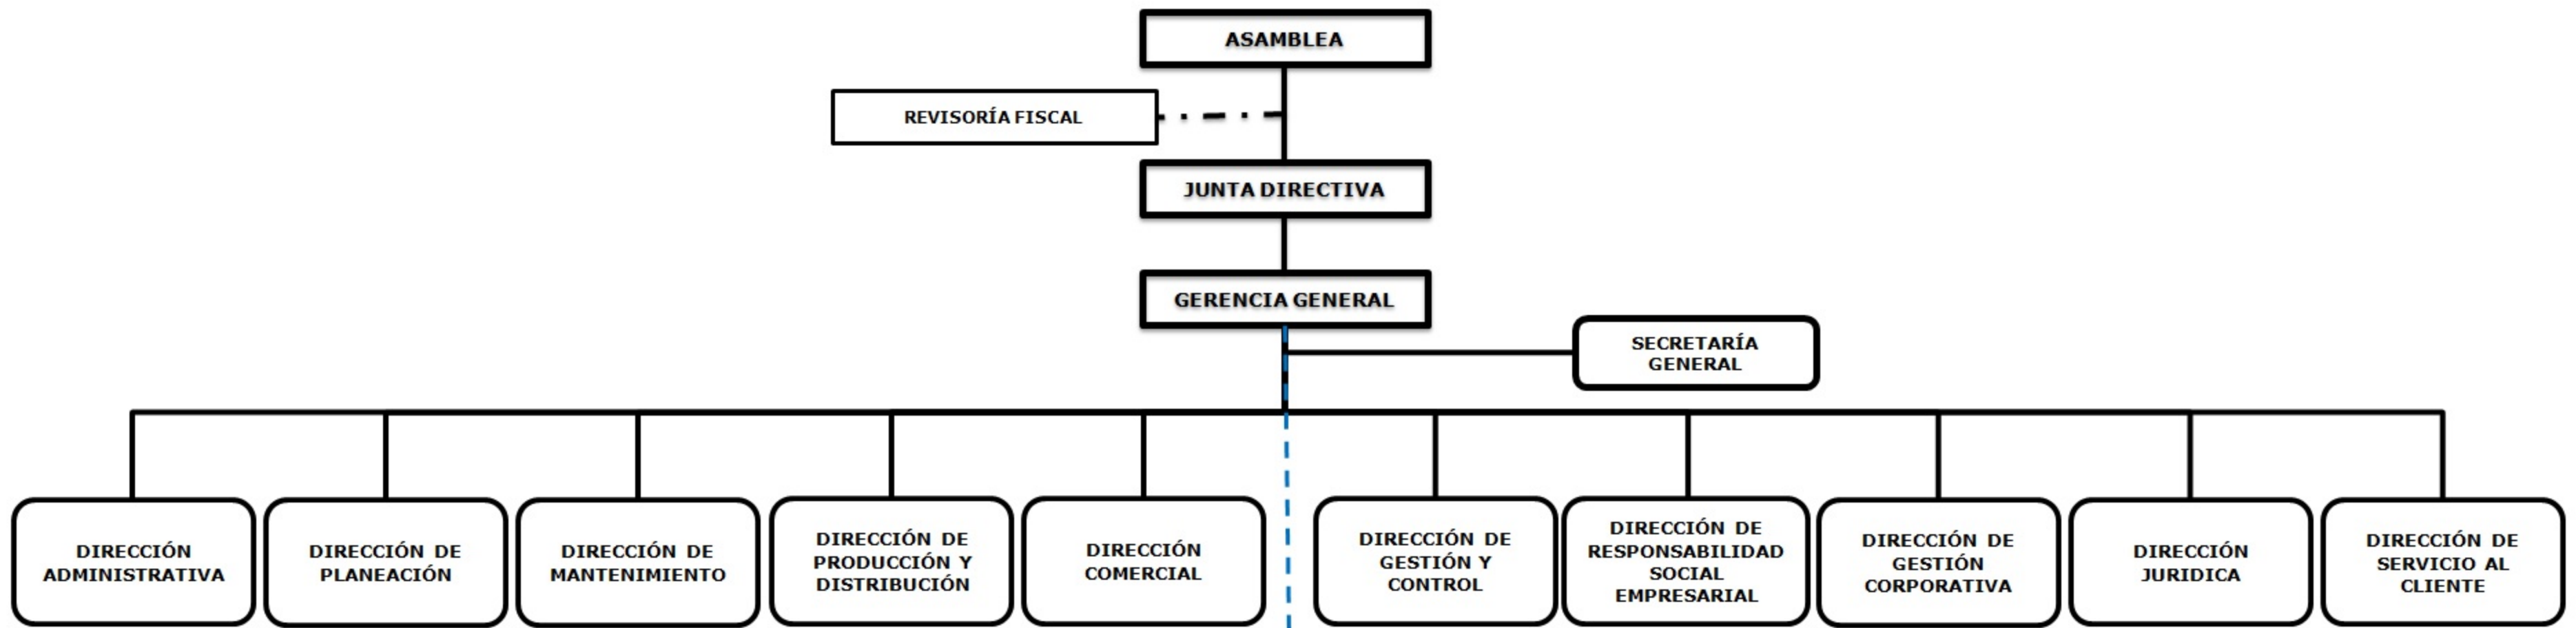 ASAMBLEA
REVISORÍA FISCAL
JUNTA DIRECTIVA
GERENCIA GENERAL
SECRETARÍA
GENERAL
DIRECCIÓN
ADMINISTRATIVA
DIRECCIÓN DE
PLANEACIÓN
DIRECCIÓN DE
MANTENIMIENTO
DIRECCIÓN DE
PRODUCCIÓN Y
DISTRIBUCIÓN
DIRECCIÓN
COMERCIAL
DIRECCIÓN DE
GESTIÓN Y
CONTROL
DIRECCIÓN DE
RESPONSABILIDAD
SOCIAL
EMPRESARIAL
DIRECCIÓN DE
GESTIÓN
CORPORATIVA
DIRECCIÓN
JURIDICA
DIRECCIÓN DE
SERVICIO AL
CLIENTE